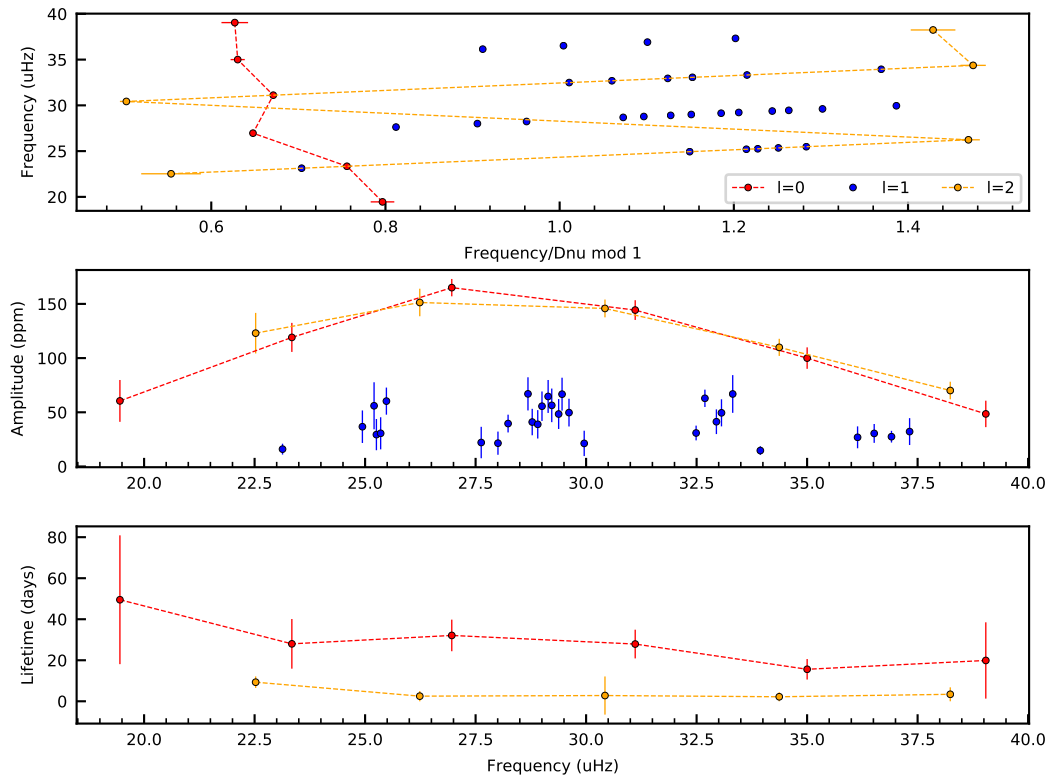 40
35
30
25
20
Frequency (uHz)
l=0 l=1 l=2
0.6 0.8 1.0 1.2 1.4
Frequency/Dnu mod 1
150
100
50
0
Amplitude (ppm)
20.0 22.5 25.0 27.5 30.0 32.5 35.0 37.5 40.0
80
60
40
20
0
Lifetime (days)
20.0 22.5 25.0 27.5 30.0 32.5 35.0 37.5 40.0
Frequency (uHz)